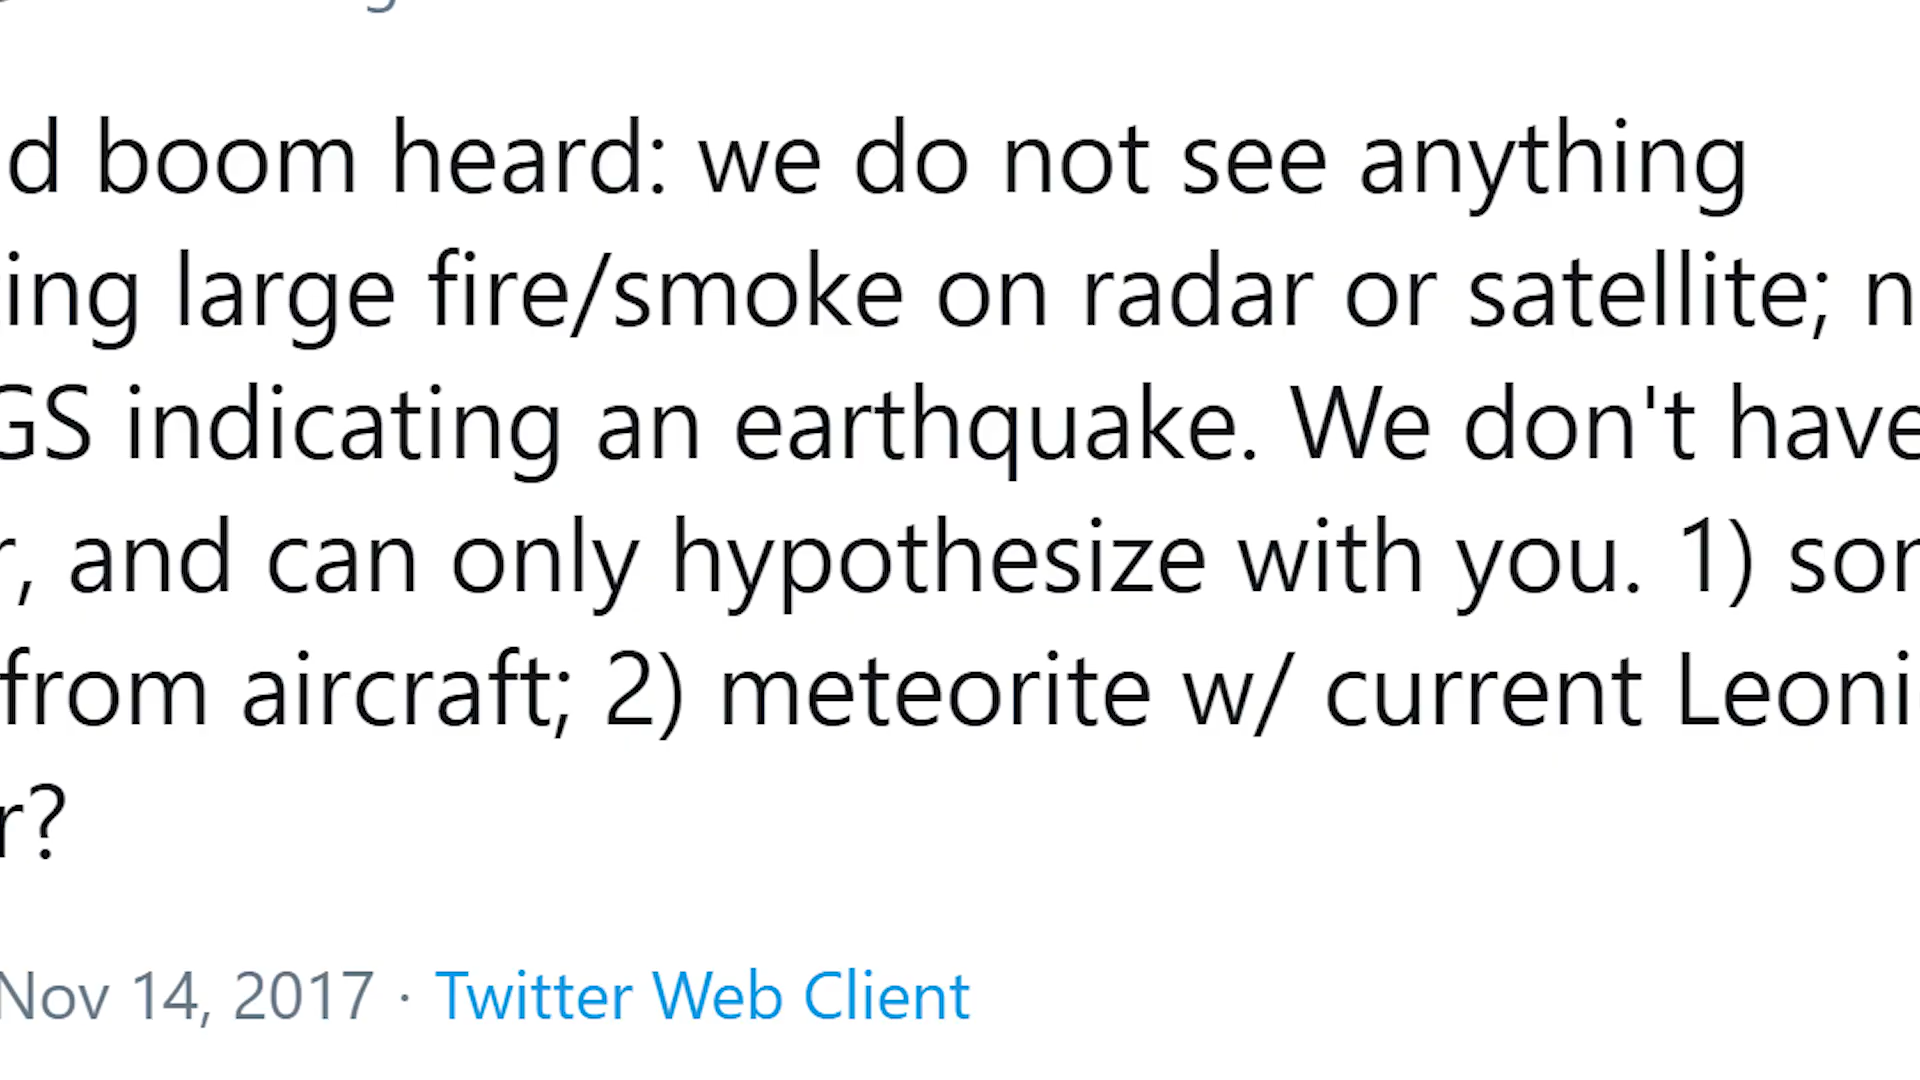 d boom heard: we do not see anything
ing large fire/smoke on radar or satellite; n
GS indicating an earthquake. We don't have
r, and can only hypothesize with you. 1) son
from aircraft; 2) meteorite w/ current Leoni
r?
Nov 14, 2017 · Twitter Web Client